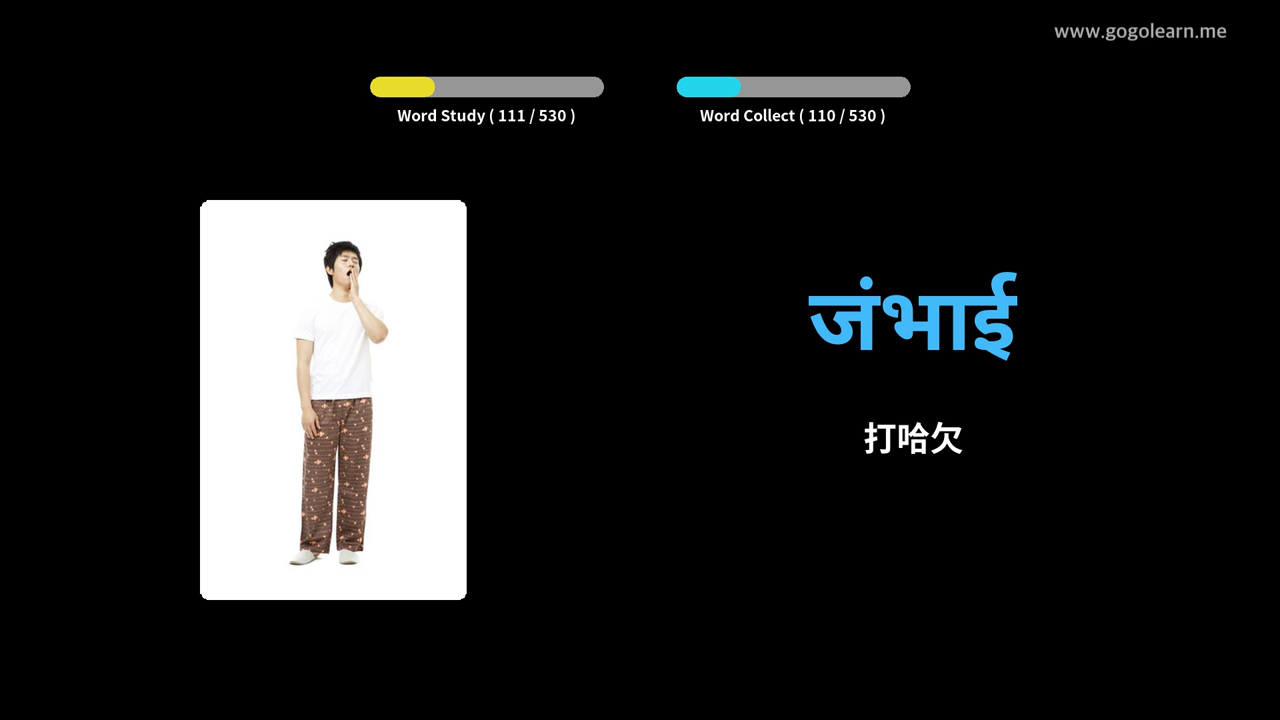 www.gogolearn.me
Word Study ( 111 / 530 )
Word Collect ( 110 / 530 )
जंभाई
打哈欠